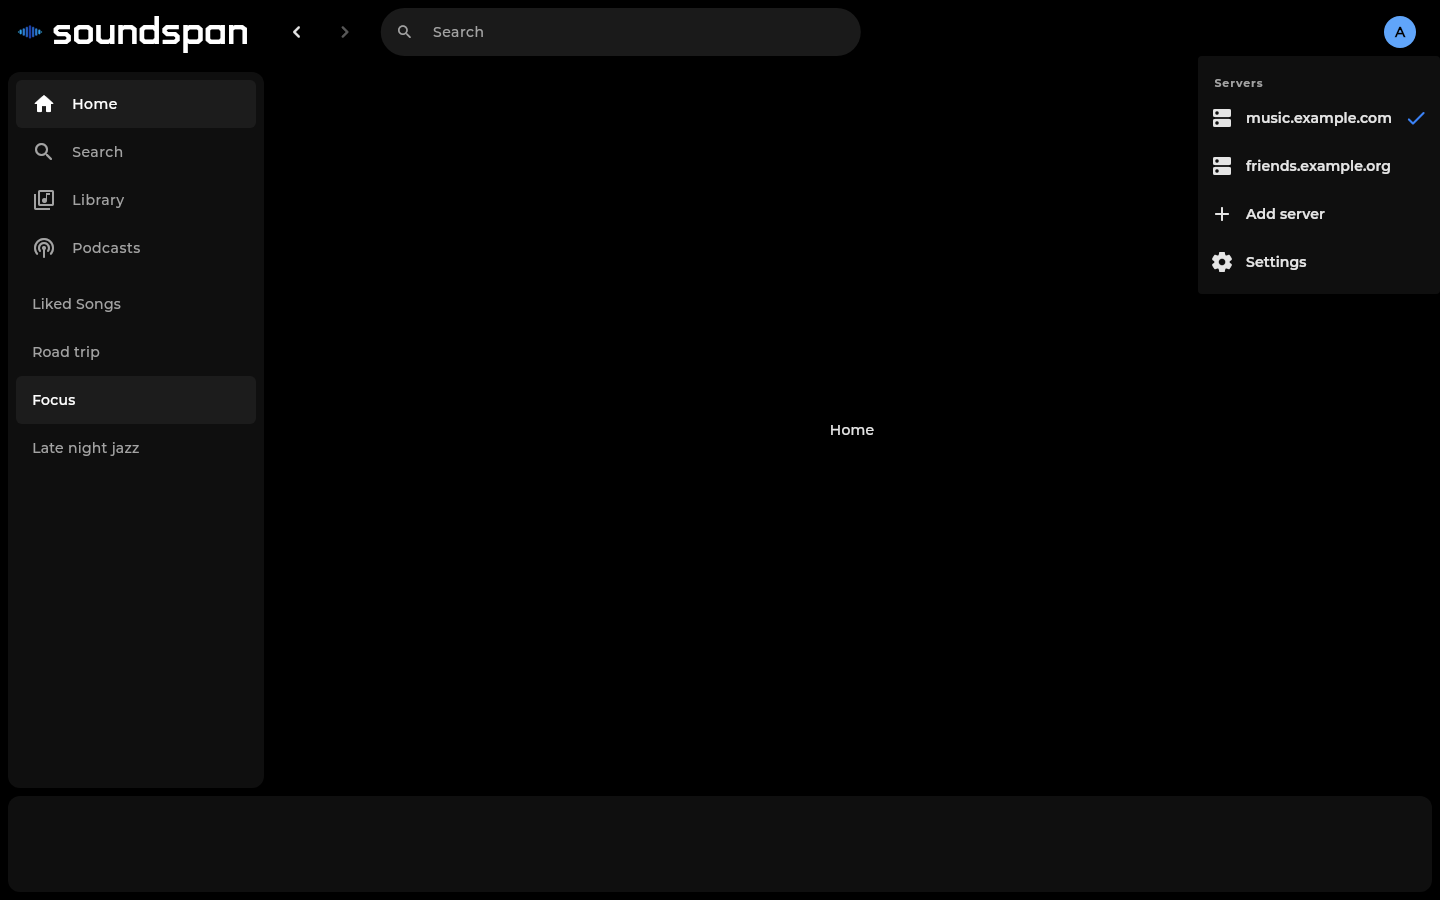 soundspan
Search
A
Home
Search
Library
Podcasts
Liked Songs
Road trip
Focus
Late night jazz
Home
Servers
music.example.com
friends.example.org
Add server
Settings